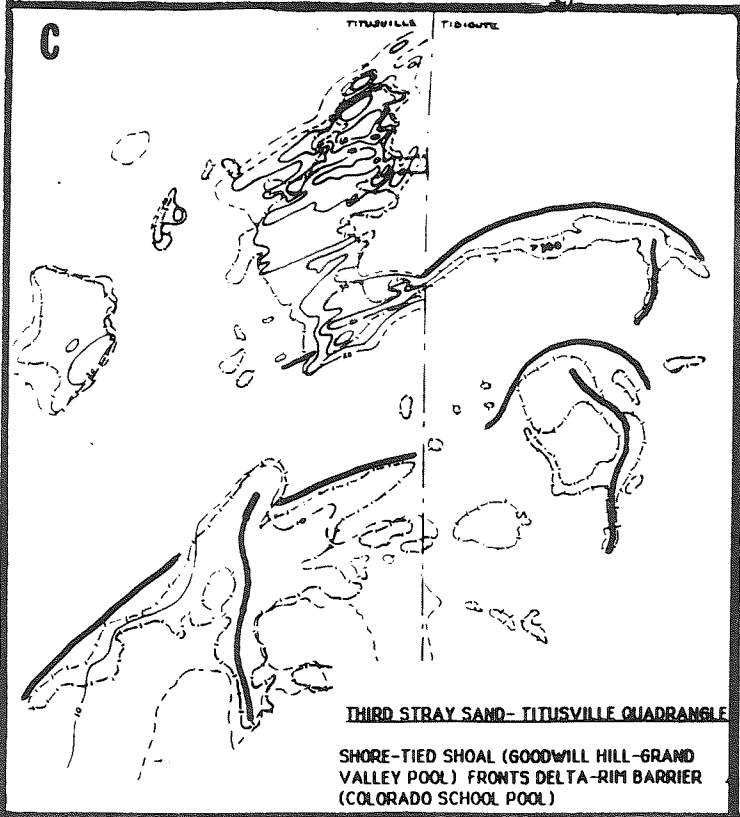 C
TITUSVILLE TIDIOUTE
7100
THIRD STRAY SAND- TITUSVILLE QUADRANGLE
SHORE-TIED SHOAL (GOODWILL HILL-GRAND
VALLEY POOL) FRONTS DELTA-RIM BARRIER
(COLORADO SCHOOL POOL)